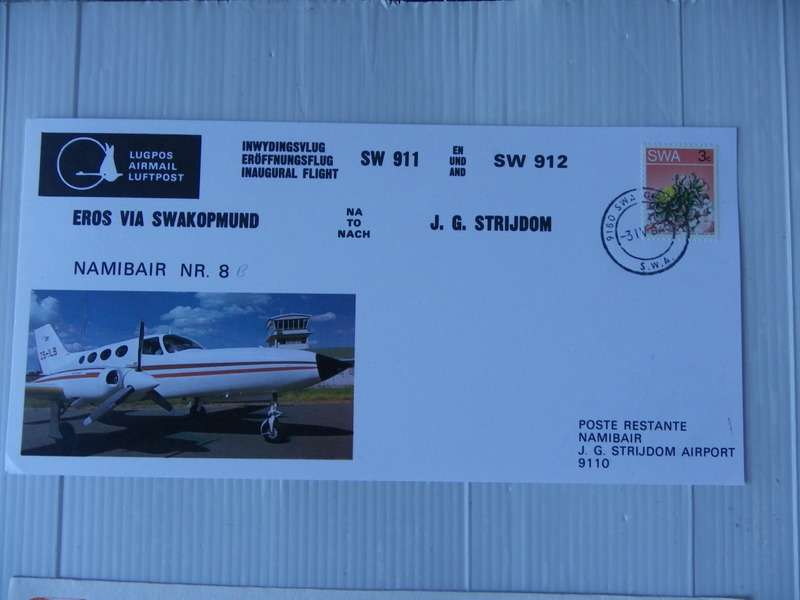 LUGPOS
AIRMAIL
LUFTPOST
INWYDINGSVLUG
ERÖFFNUNGSFLUG
INAUGURAL FLIGHT
SW 911
EN
UND
AND
SW 912
EROS VIA SWAKOPMUND
NA
TO
NACH
J. G. STRIJDOM
NAMIBAIR NR. 8
SWA 3c
9180
S.W.A.
POSTE RESTANTE
NAMIBAIR
J. G. STRIJDOM AIRPORT
9110